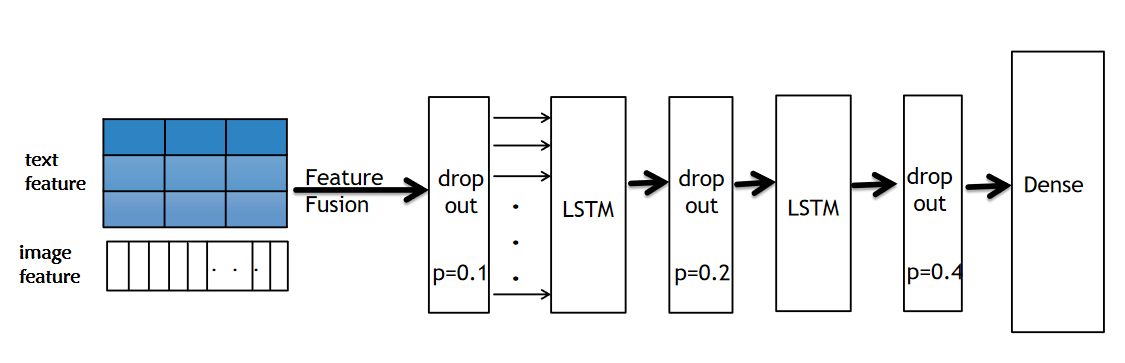 text
feature
image
feature
. . .
Feature
Fusion
drop
out
p=0.1
.
.
.
LSTM
drop
out
p=0.2
LSTM
drop
out
p=0.4
Dense